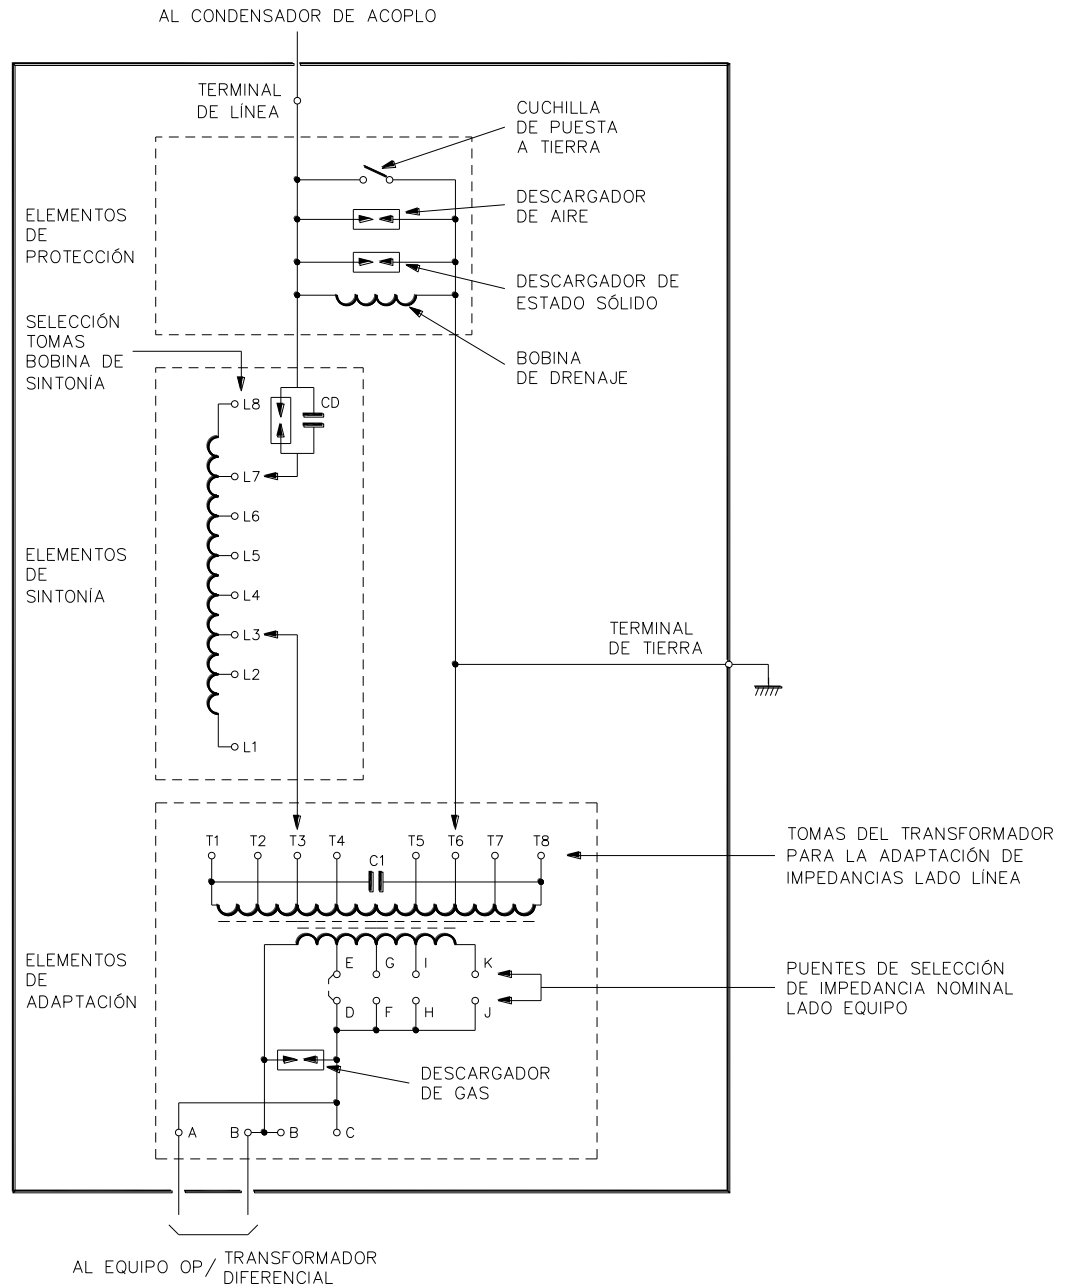 AL CONDENSADOR DE ACOPLO
TERMINAL
DE LÍNEA
CUCHILLA
DE PUESTA
A TIERRA
DESCARGADOR
DE AIRE
ELEMENTOS
DE
PROTECCIÓN
DESCARGADOR DE
ESTADO SÓLIDO
SELECCIÓN
TOMAS
BOBINA DE
SINTONÍA
BOBINA
DE DRENAJE
L8
CD
L7
L6
L5
L4
L3
L2
L1
ELEMENTOS
DE
SINTONÍA
TERMINAL
DE TIERRA
T1 T2 T3 T4 T5 T6 T7 T8
C1
TOMAS DEL TRANSFORMADOR
PARA LA ADAPTACIÓN DE
IMPEDANCIAS LADO LÍNEA
ELEMENTOS
DE
ADAPTACIÓN
E G I K
D F H J
PUENTES DE SELECCIÓN
DE IMPEDANCIA NOMINAL
LADO EQUIPO
DESCARGADOR
DE GAS
A B B C
AL EQUIPO OP/ TRANSFORMADOR
DIFERENCIAL